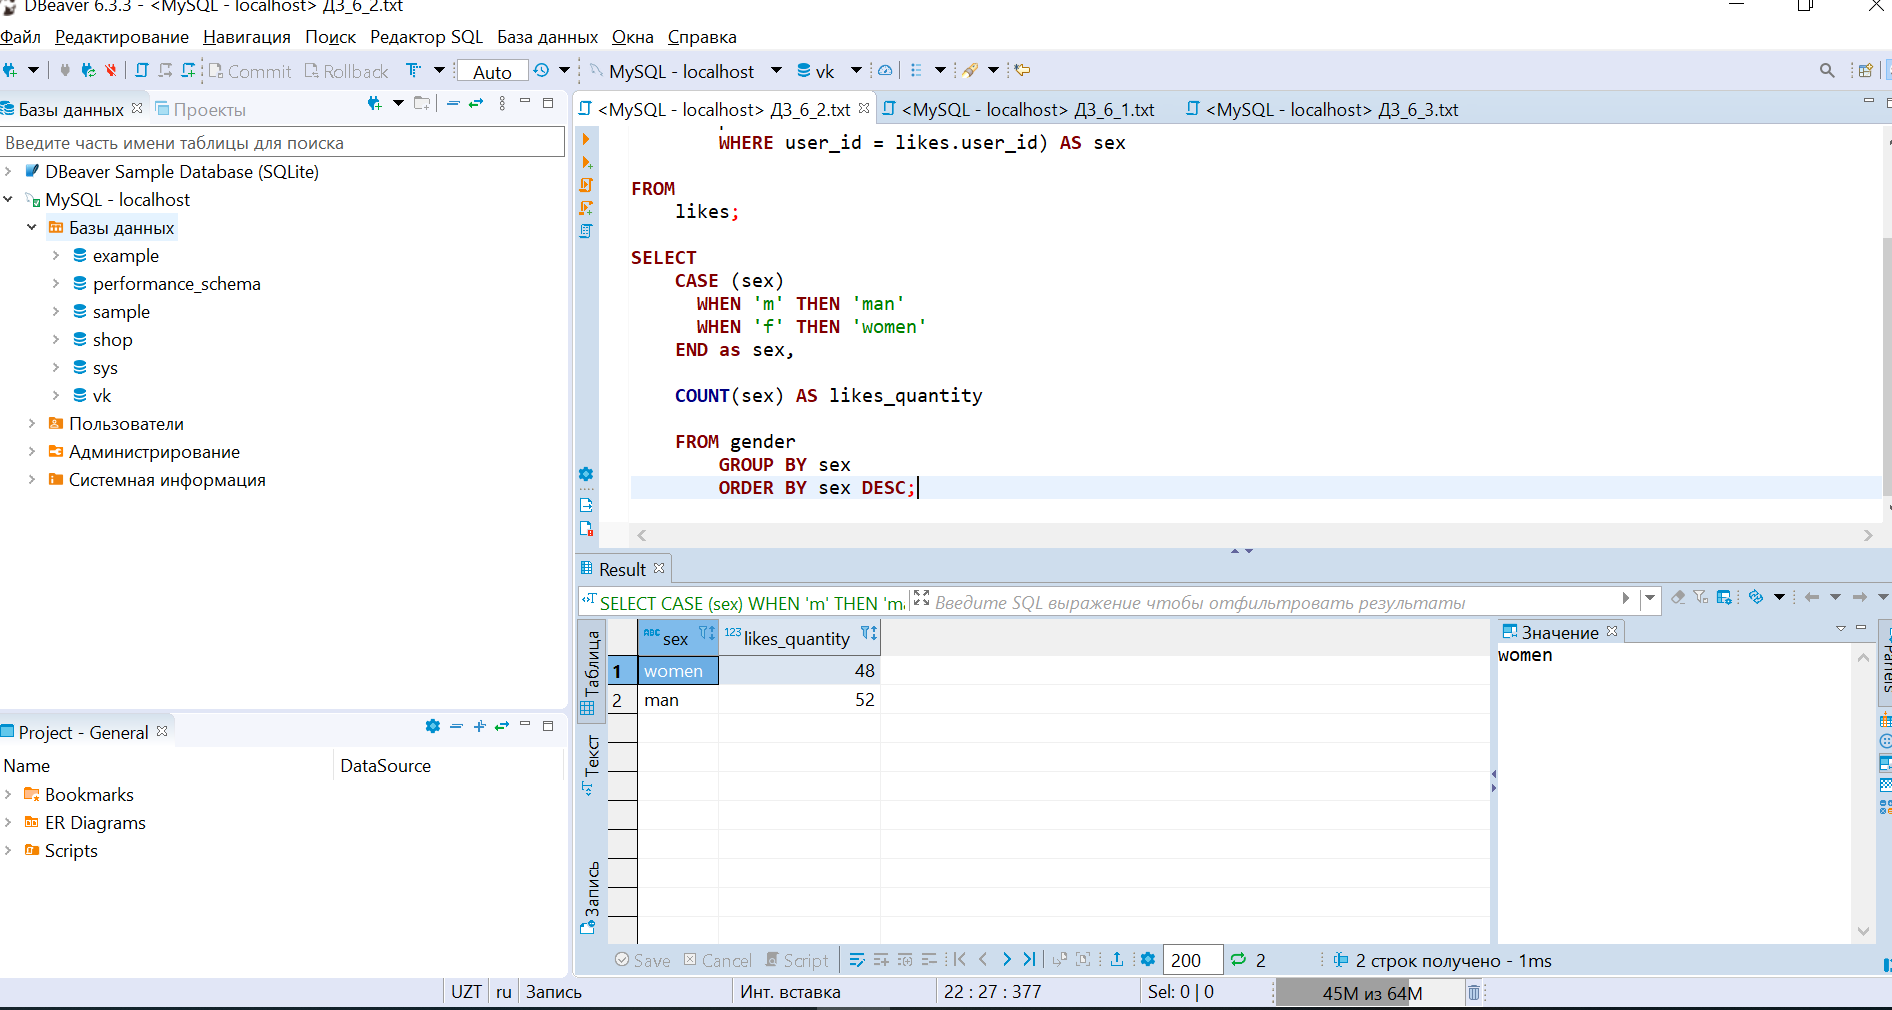 DBeaver 6.3.3 - <MySQL - localhost> ДЗ_6_2.txt
Файл Редактирование Навигация Поиск Редактор SQL База данных Окна Справка
Commit Rollback Auto MySQL - localhost vk
Базы данных Проекты
Введите часть имени таблицы для поиска
DBeaver Sample Database (SQLite)
MySQL - localhost
Базы данных
example
performance_schema
sample
shop
sys
vk
Пользователи
Администрирование
Системная информация
Project - General
Name DataSource
Bookmarks
ER Diagrams
Scripts
<MySQL - localhost> ДЗ_6_2.txt <MySQL - localhost> ДЗ_6_1.txt <MySQL - localhost> ДЗ_6_3.txt
WHERE user_id = likes.user_id) AS sex
FROM
likes;
SELECT
CASE (sex)
WHEN 'm' THEN 'man'
WHEN 'f' THEN 'women'
END as sex,
COUNT(sex) AS likes_quantity
FROM gender
GROUP BY sex
ORDER BY sex DESC;
Result
SELECT CASE (sex) WHEN 'm' THEN 'ma Введите SQL выражение чтобы отфильтровать результаты
Таблица
Текст
Запись
ABC sex 123 likes_quantity
1 women 48
2 man 52
Значение
women
Panels
Save Cancel Script 200 2 2 строк получено - 1ms
UZT ru Запись Инт. вставка 22 : 27 : 377 Sel: 0 | 0 45M из 64M